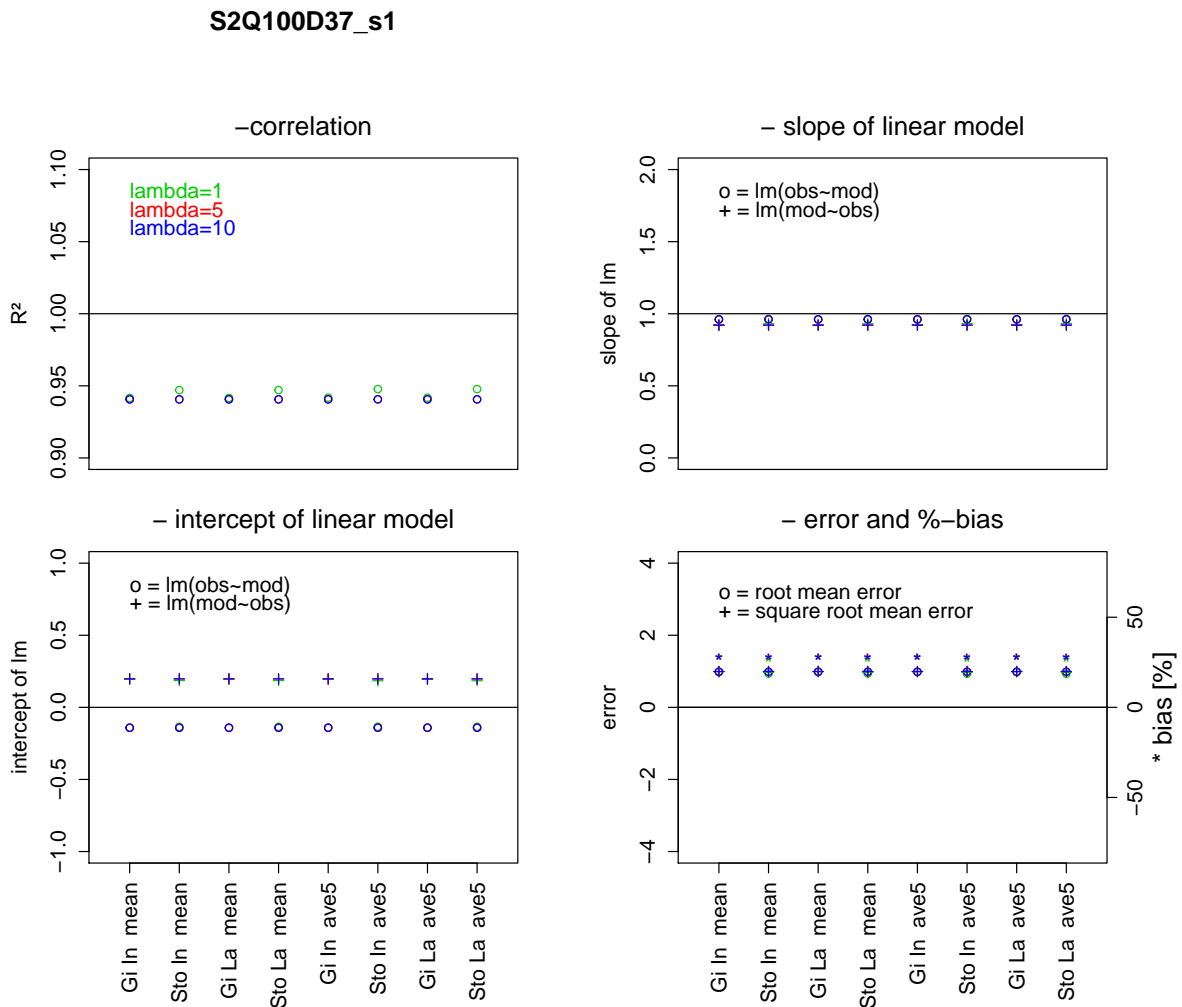 S2Q100D37_s1
−correlation
1.10
1.05
1.00
0.95
0.90
R²
lambda=1
lambda=5
lambda=10
− slope of linear model
2.0
1.5
1.0
0.5
0.0
slope of lm
o = lm(obs~mod)
+ = lm(mod~obs)
− intercept of linear model
1.0
0.5
0.0
−0.5
−1.0
intercept of lm
o = lm(obs~mod)
+ = lm(mod~obs)
Gi In mean
Sto In mean
Gi La mean
Sto La mean
Gi In ave5
Sto In ave5
Gi La ave5
Sto La ave5
− error and %−bias
4
2
0
−2
−4
error
o = root mean error
+ = square root mean error
50
0
−50
* bias [%]
Gi In mean
Sto In mean
Gi La mean
Sto La mean
Gi In ave5
Sto In ave5
Gi La ave5
Sto La ave5